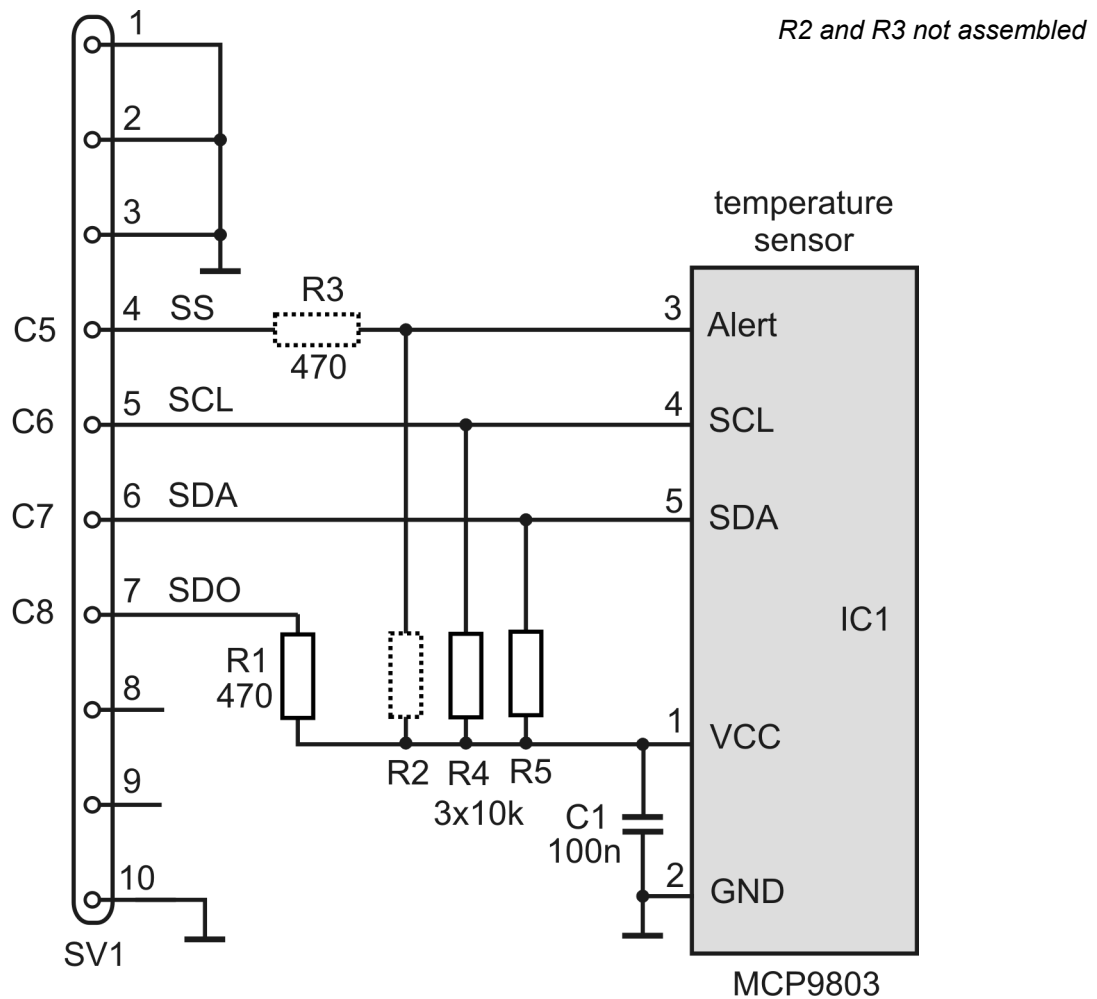 R2 and R3 not assembled
1
2
3
temperature
sensor
C5
4
SS
R3
470
3
Alert
C6
5
SCL
4
SCL
C7
6
SDA
5
SDA
C8
7
SDO
IC1
R1
470
8
1
VCC
R2
R4
R5
3x10k
9
C1
100n
10
2
GND
SV1
MCP9803